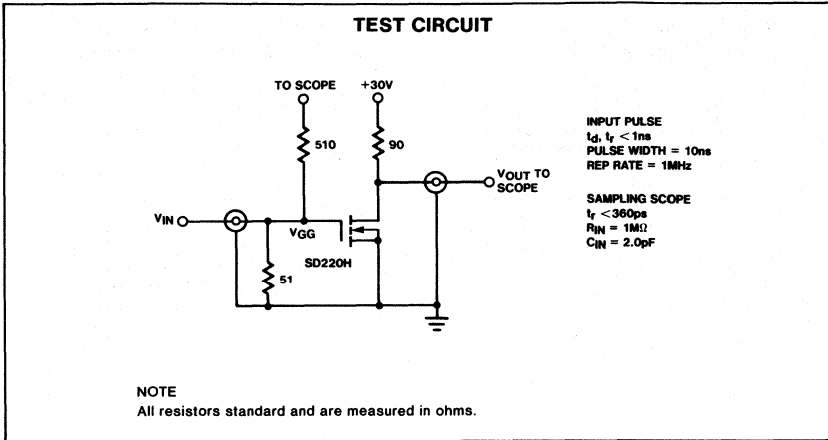 TEST CIRCUIT
TO SCOPE
+30V
510
90
VOUT TO
SCOPE
VIN
VGG
SD220H
51
INPUT PULSE
td, tr <1ns
PULSE WIDTH = 10ns
REP RATE = 1MHz
SAMPLING SCOPE
tr <360ps
RIN = 1MΩ
CIN = 2.0pF
NOTE
All resistors standard and are measured in ohms.